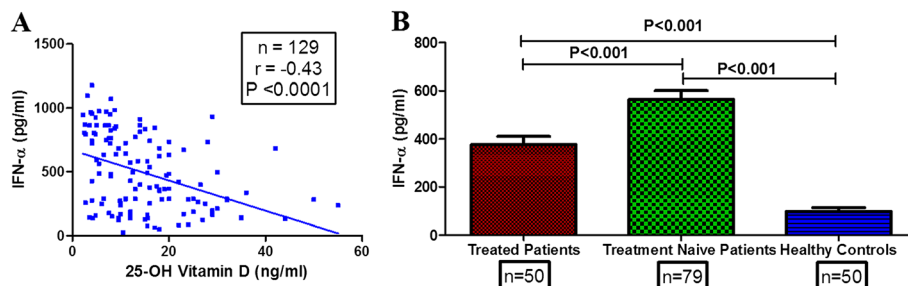 A
1500
1000
500
0
IFN-α (pg/ml)
n = 129
r = -0.43
P <0.0001
0 20 40 60
25-OH Vitamin D (ng/ml)
B
P<0.001
P<0.001
P<0.001
800
600
400
600
0
IFN-α (pg/ml)
Treated Patients Treatment Naive Patients Healthy Controls
n=50 n=79 n=50